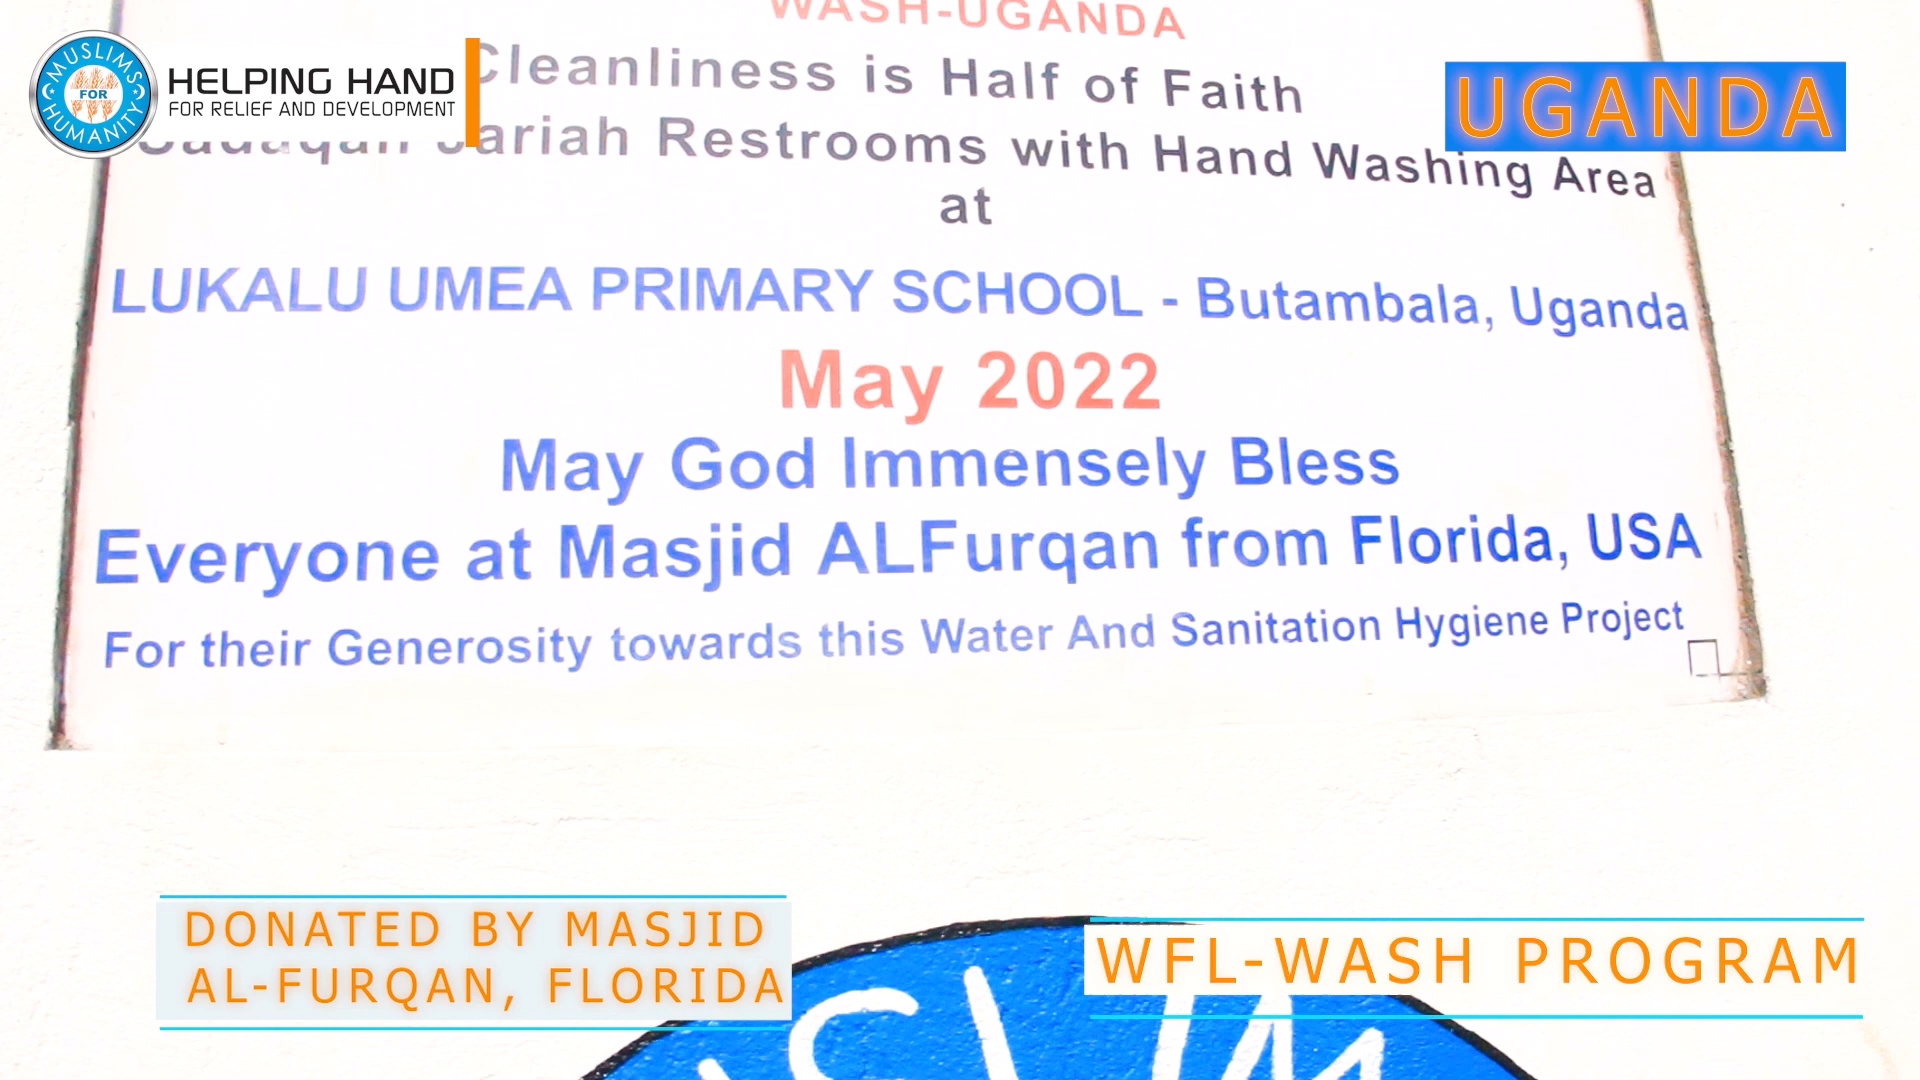 WASH-UGANDA
MUSLIMS
FOR
HUMANITY
HELPING HAND
FOR RELIEF AND DEVELOPMENT
UGANDA
Cleanliness is Half of Faith
Jariah Restrooms with Hand Washing Area
at
LUKALU UMEA PRIMARY SCHOOL - Butambala, Uganda
May 2022
May God Immensely Bless
Everyone at Masjid ALFurqan from Florida, USA
For their Generosity towards this Water And Sanitation Hygiene Project
DONATED BY MASJID
AL-FURQAN, FLORIDA
WFL-WASH PROGRAM